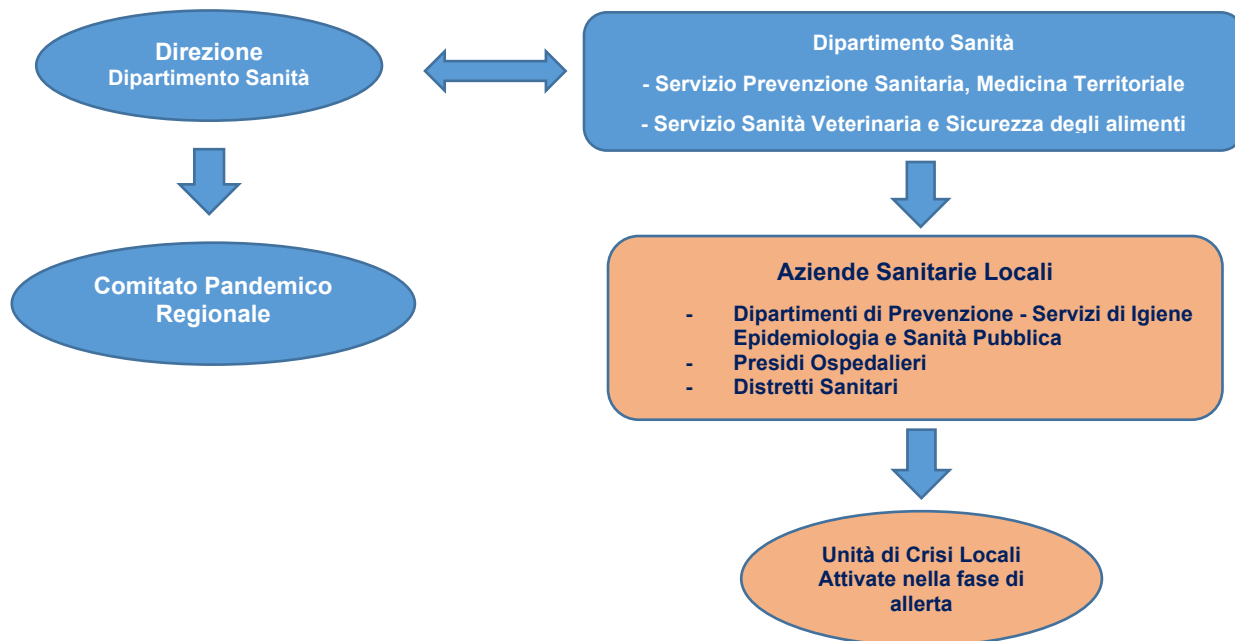 Direzione
Dipartimento Sanità
Dipartimento Sanità
- Servizio Prevenzione Sanitaria, Medicina Territoriale
- Servizio Sanità Veterinaria e Sicurezza degli alimenti
Comitato Pandemico
Regionale
Aziende Sanitarie Locali
- Dipartimenti di Prevenzione - Servizi di Igiene
Epidemiologia e Sanità Pubblica
- Presidi Ospedalieri
- Distretti Sanitari
Unità di Crisi Locali
Attivate nella fase di
allerta